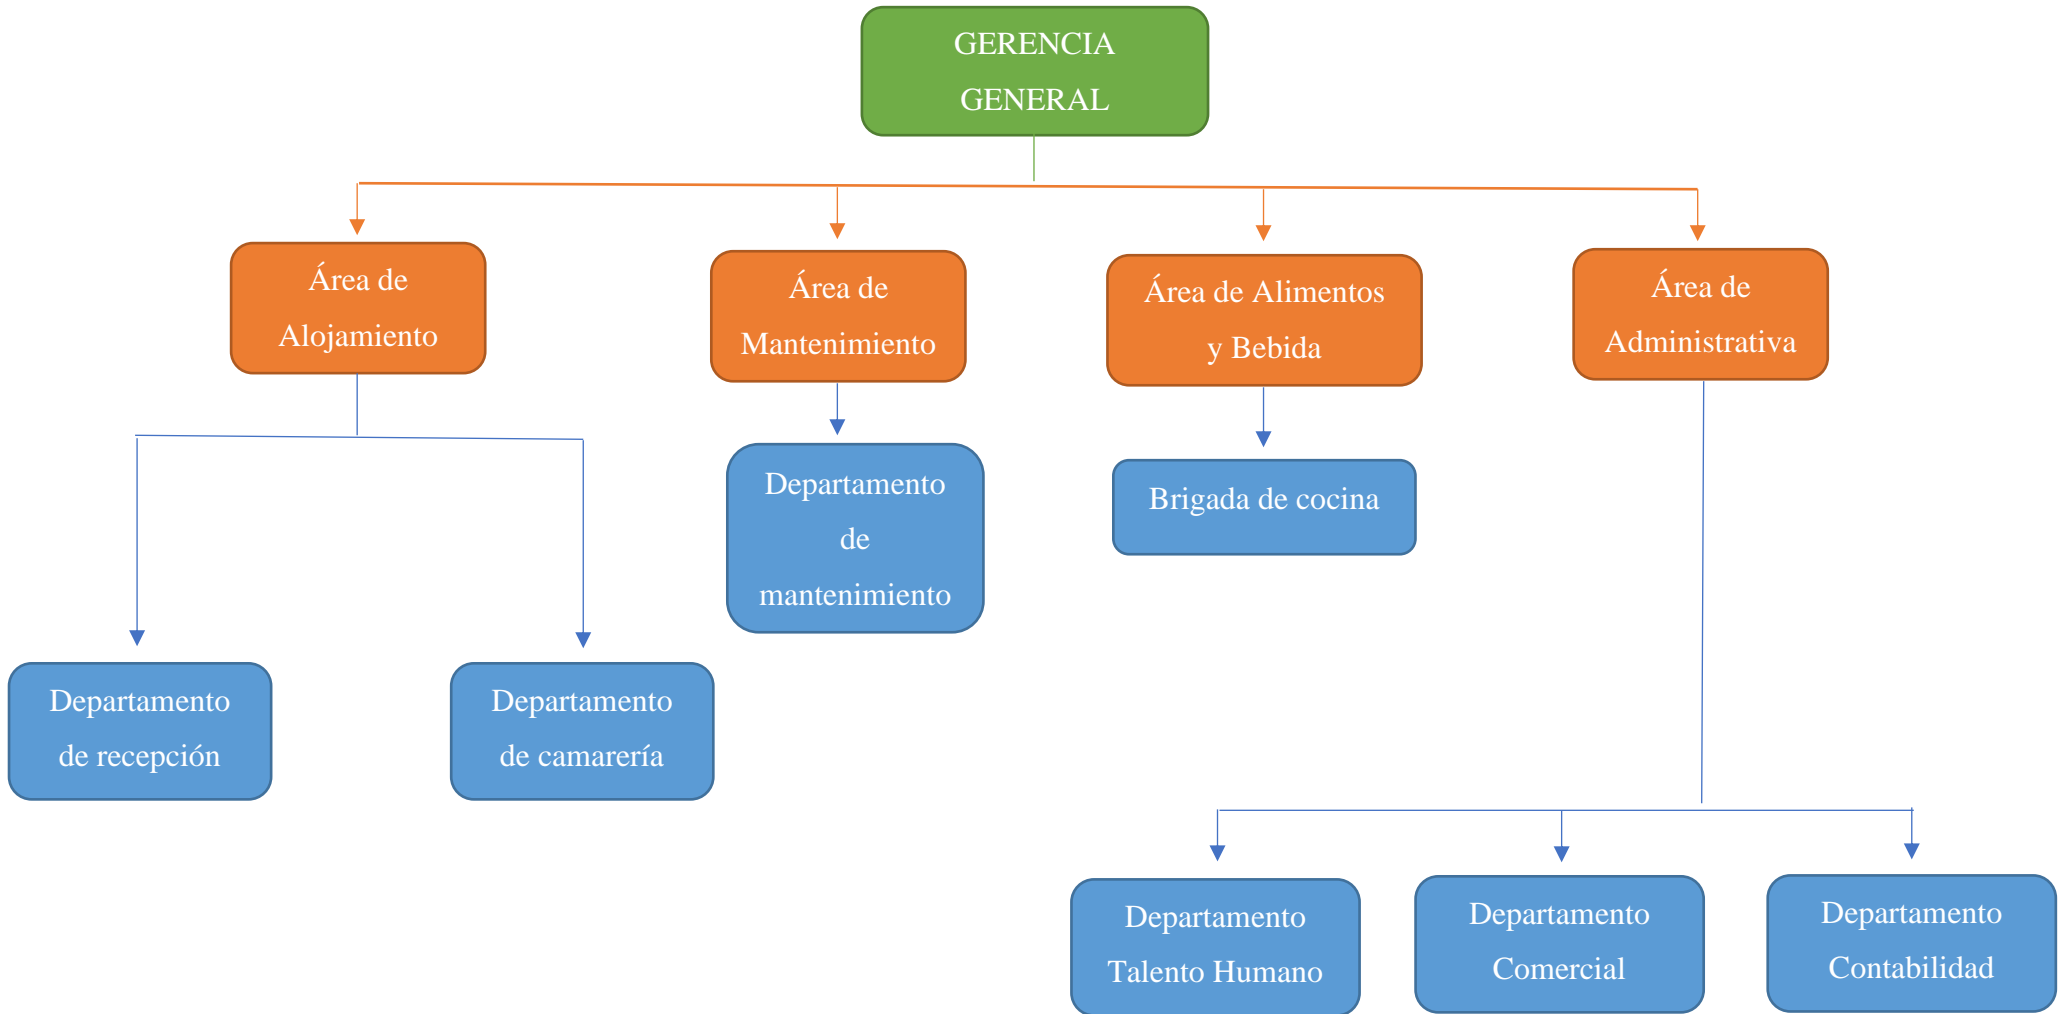 GERENCIA
GENERAL
Área de
Alojamiento
Área de
Mantenimiento
Área de Alimentos
y Bebida
Área de
Administrativa
Departamento
de
mantenimiento
Brigada de cocina
Departamento
de recepción
Departamento
de camarería
Departamento
Talento Humano
Departamento
Comercial
Departamento
Contabilidad